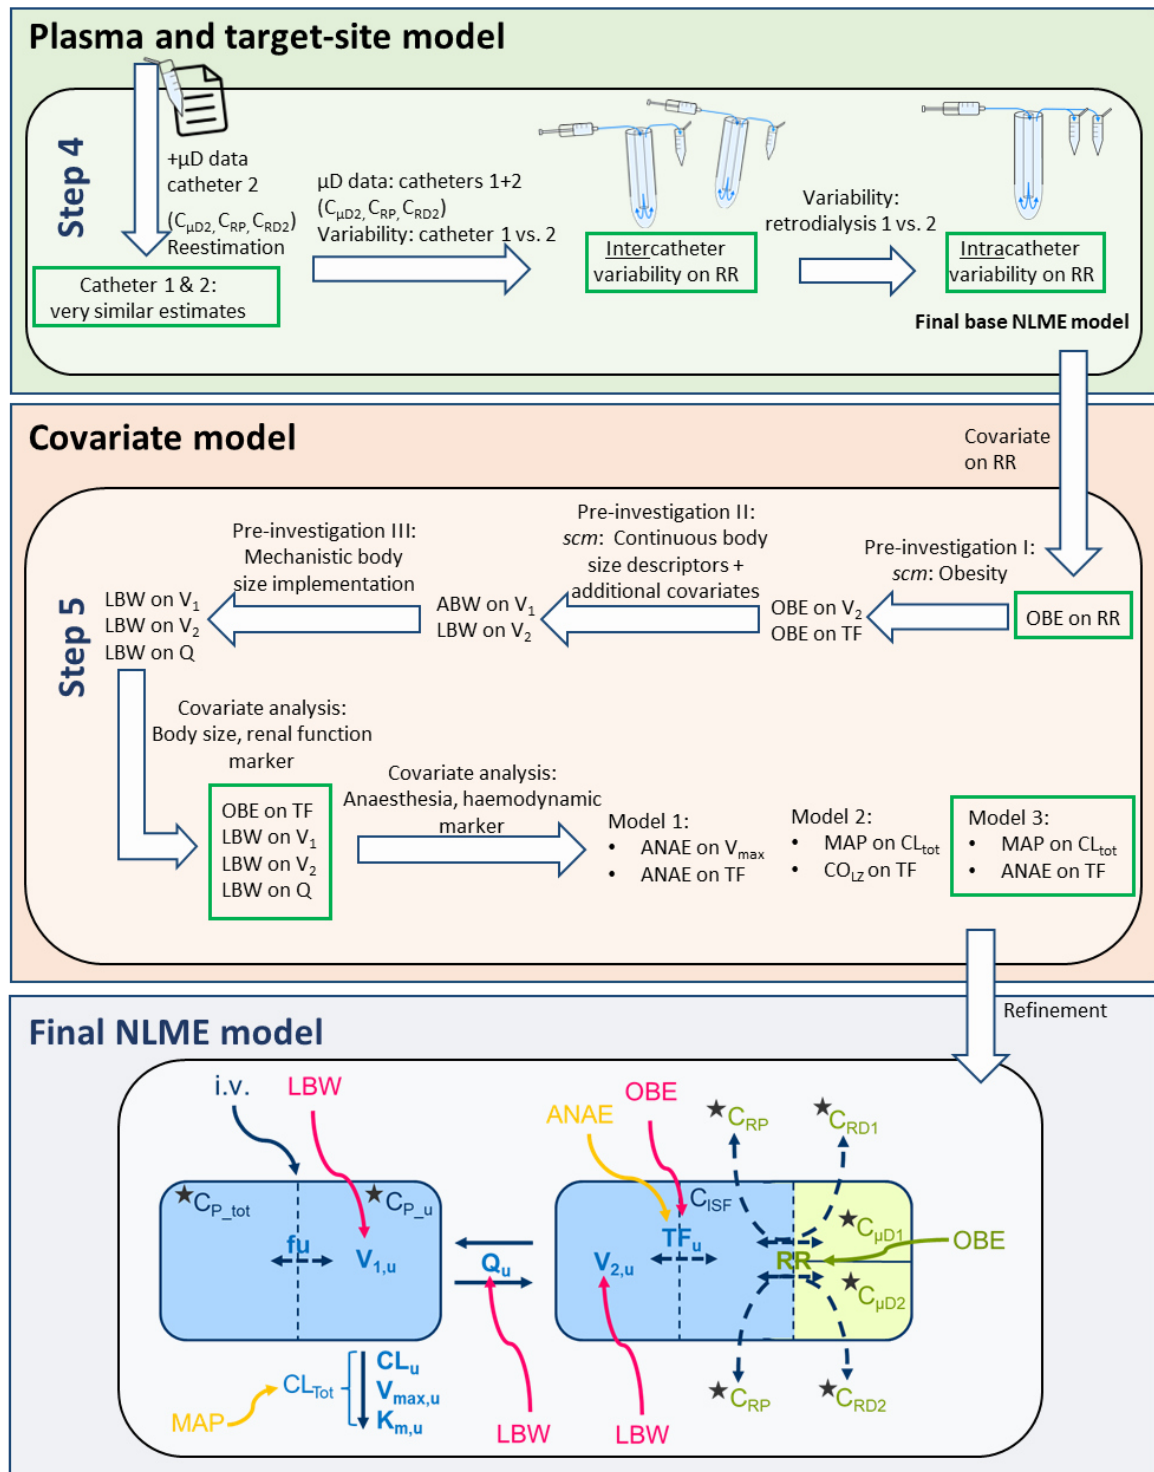 Plasma and target-site model
Step 4
+µD data
catheter 2
(CµD2, CRP, CRD2)
Reestimation
Catheter 1 & 2:
very similar estimates
µD data: catheters 1+2
(CµD2, CRP, CRD2)
Variability: catheter 1 vs. 2
Intercatheter
variability on RR
Variability:
retrodialysis 1 vs. 2
Intracatheter
variability on RR
Final base NLME model
Covariate model
Covariate
on RR
Step 5
OBE on RR
Pre-investigation I:
scm: Obesity
OBE on V2
OBE on TF
Pre-investigation II:
scm: Continuous body
size descriptors +
additional covariates
ABW on V1
LBW on V2
Pre-investigation III:
Mechanistic body
size implementation
LBW on V1
LBW on V2
LBW on Q
Covariate analysis:
Body size, renal function
marker
OBE on TF
LBW on V1
LBW on V2
LBW on Q
Covariate analysis:
Anaesthesia, haemodynamic
marker
Model 1:
• ANAE on Vmax
• ANAE on TF
Model 2:
• MAP on CLtot
• COLZ on TF
Model 3:
• MAP on CLtot
• ANAE on TF
Refinement
Final NLME model
i.v.
LBW
ANAE
OBE
★CRP
★CRD1
★CP_tot
★CP_u
CISF
★CµD1
fu
V1,u
Qu
V2,u
TFu
RR
OBE
★CµD2
MAP
CLTot
CLu
Vmax,u
Km,u
LBW
LBW
★CRP
★CRD2